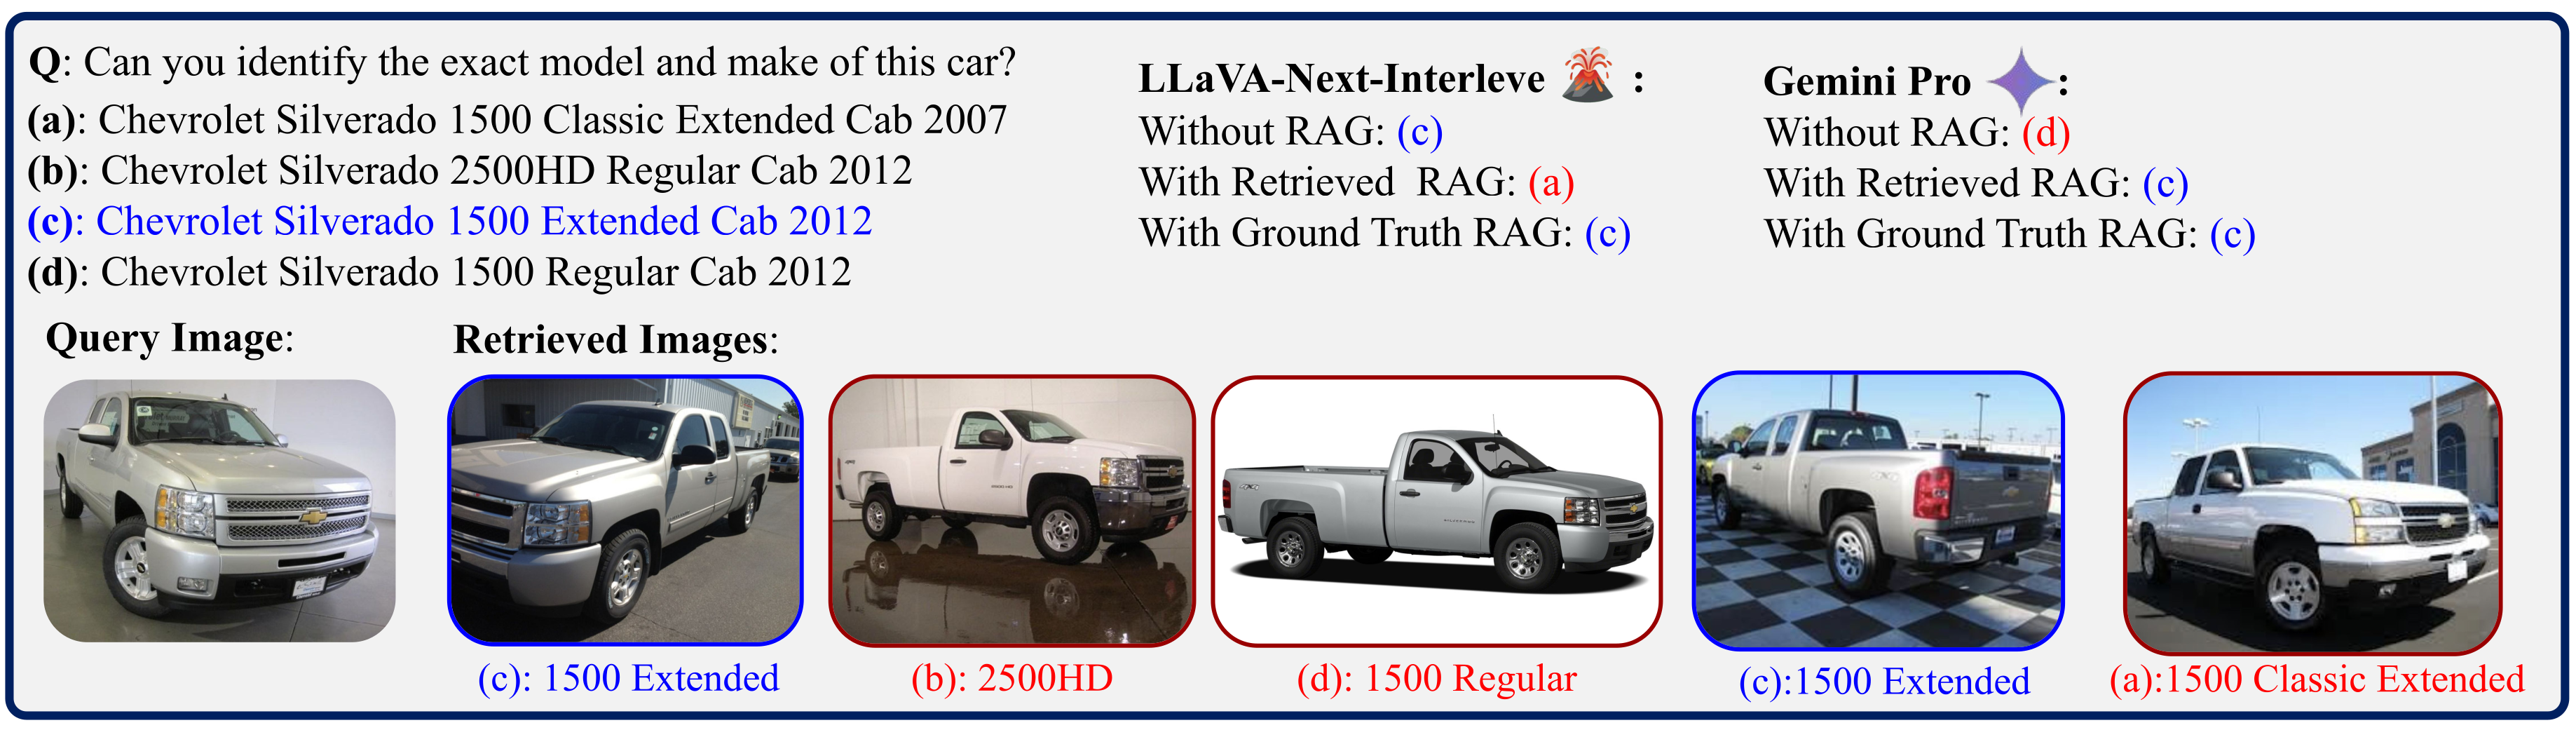 Q: Can you identify the exact model and make of this car?
(a): Chevrolet Silverado 1500 Classic Extended Cab 2007
(b): Chevrolet Silverado 2500HD Regular Cab 2012
(c): Chevrolet Silverado 1500 Extended Cab 2012
(d): Chevrolet Silverado 1500 Regular Cab 2012
LLaVA-Next-Interleve :
Without RAG: (c)
With Retrieved RAG: (a)
With Ground Truth RAG: (c)
Gemini Pro :
Without RAG: (d)
With Retrieved RAG: (c)
With Ground Truth RAG: (c)
Query Image:
Retrieved Images:
(c): 1500 Extended
(b): 2500HD
(d): 1500 Regular
(c):1500 Extended
(a):1500 Classic Extended